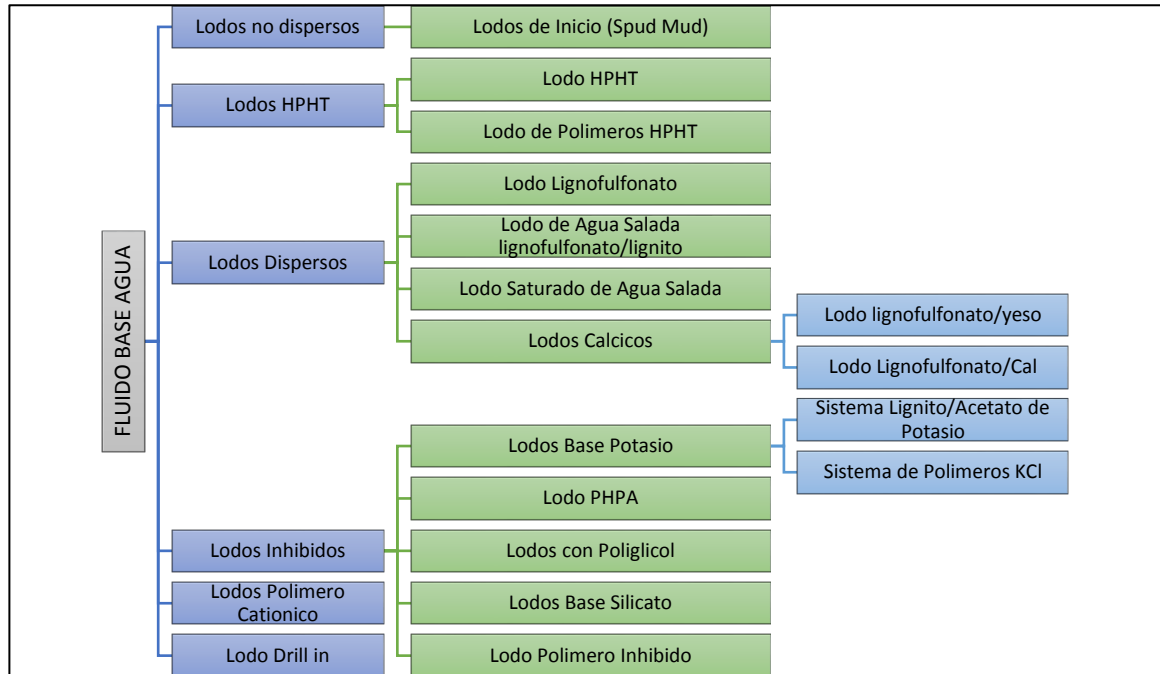 FLUIDO BASE AGUA
Lodos no dispersos
Lodos de Inicio (Spud Mud)
Lodos HPHT
Lodo HPHT
Lodo de Polimeros HPHT
Lodos Dispersos
Lodo Lignofulfonato
Lodo de Agua Salada
lignofulfonato/lignito
Lodo Saturado de Agua Salada
Lodos Calcicos
Lodo lignofulfonato/yeso
Lodo Lignofulfonato/Cal
Lodos Inhibidos
Lodos Base Potasio
Sistema Lignito/Acetato de
Potasio
Sistema de Polimeros KCl
Lodo PHPA
Lodos con Poliglicol
Lodos Base Silicato
Lodo Polimero Inhibido
Lodos Polimero
Cationico
Lodo Drill in